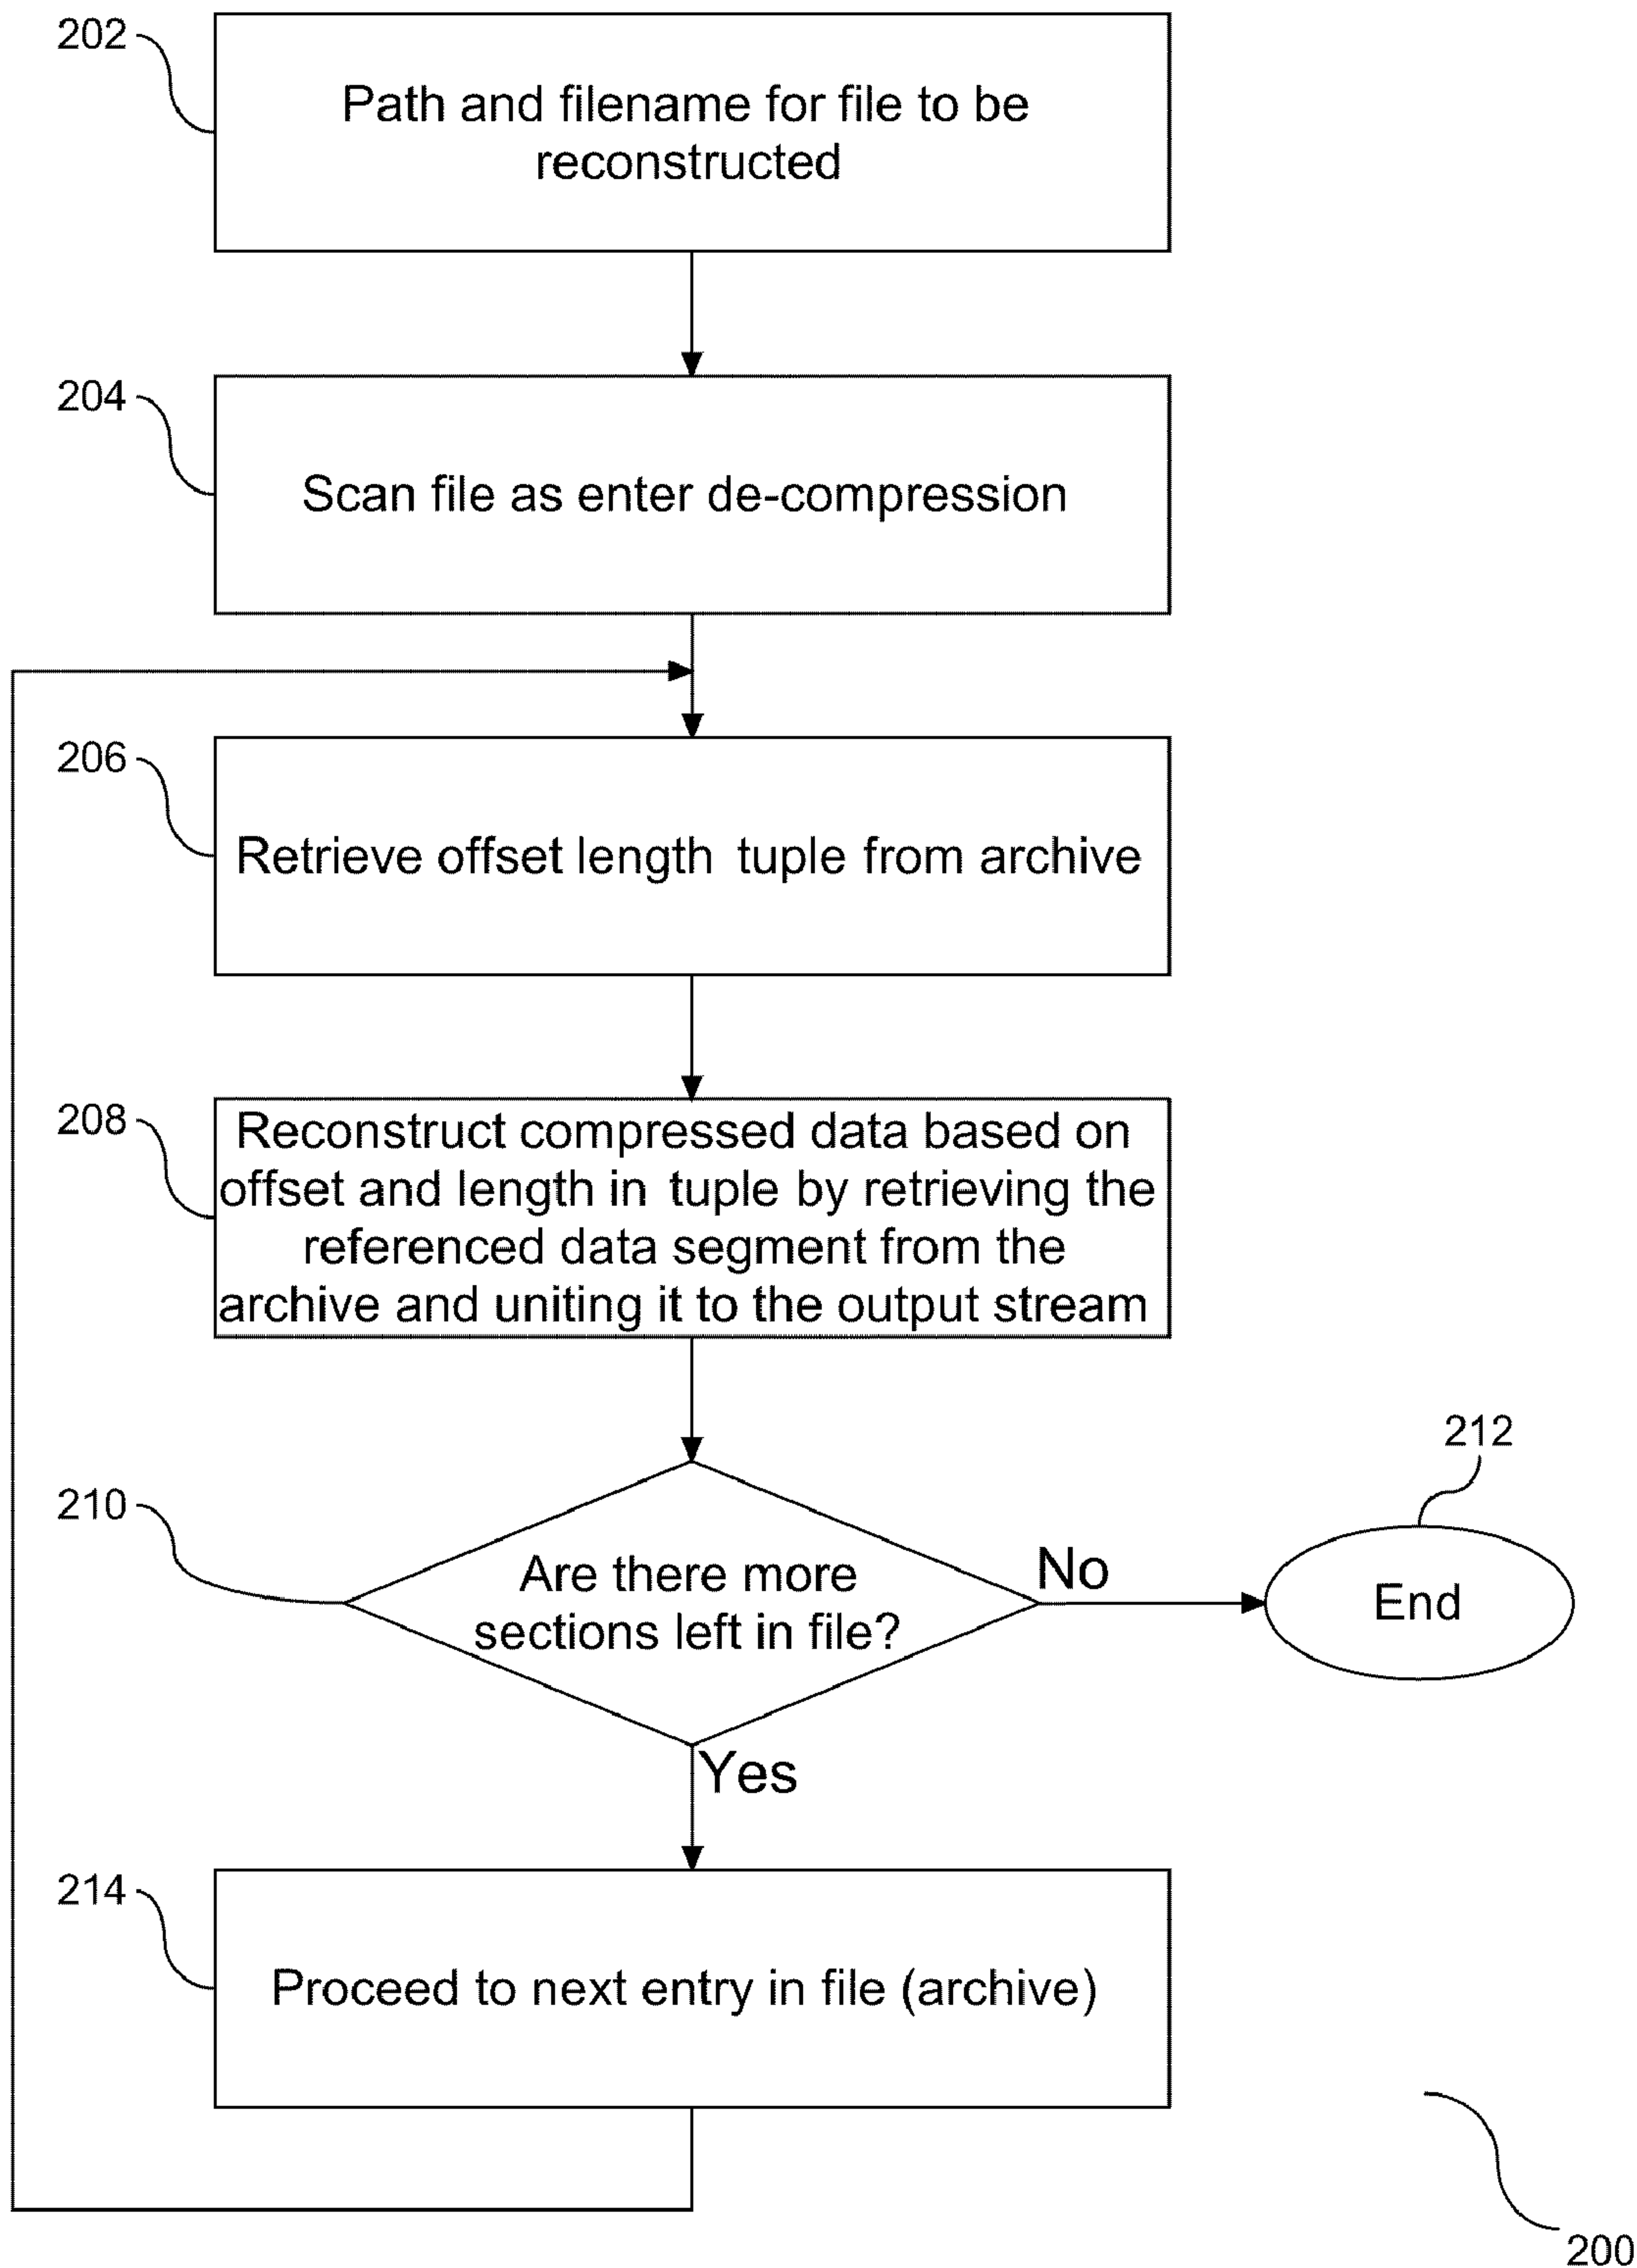 202
Path and filename for file to be
reconstructed
204
Scan file as enter de-compression
206
Retrieve offset length tuple from archive
208
Reconstruct compressed data based on
offset and length in tuple by retrieving the
referenced data segment from the
archive and uniting it to the output stream
212
210
Are there more
sections left in file?
No
End
Yes
214
Proceed to next entry in file (archive)
200